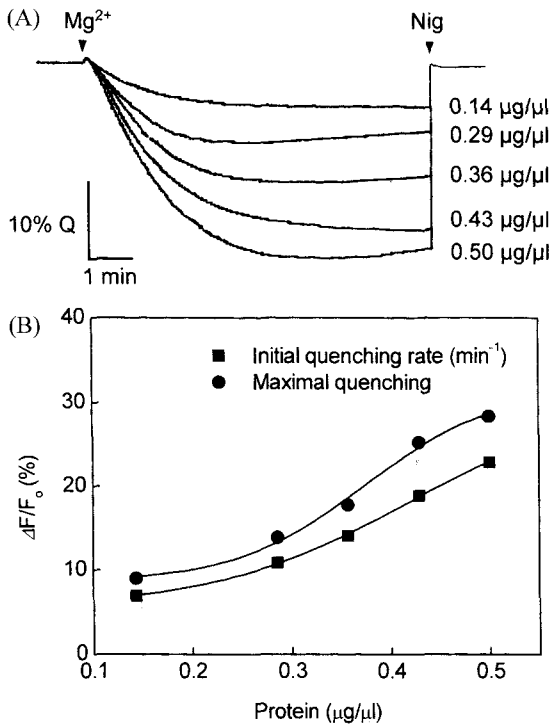 (A)
Mg²⁺ Nig
0.14 µg/µl
0.29 µg/µl
0.36 µg/µl
0.43 µg/µl
0.50 µg/µl
10% Q
1 min
(B)
40
30
20
10
0
ΔF/Fₒ (%)
Initial quenching rate (min⁻¹)
Maximal quenching
0.1 0.2 0.3 0.4 0.5
Protein (µg/µl)